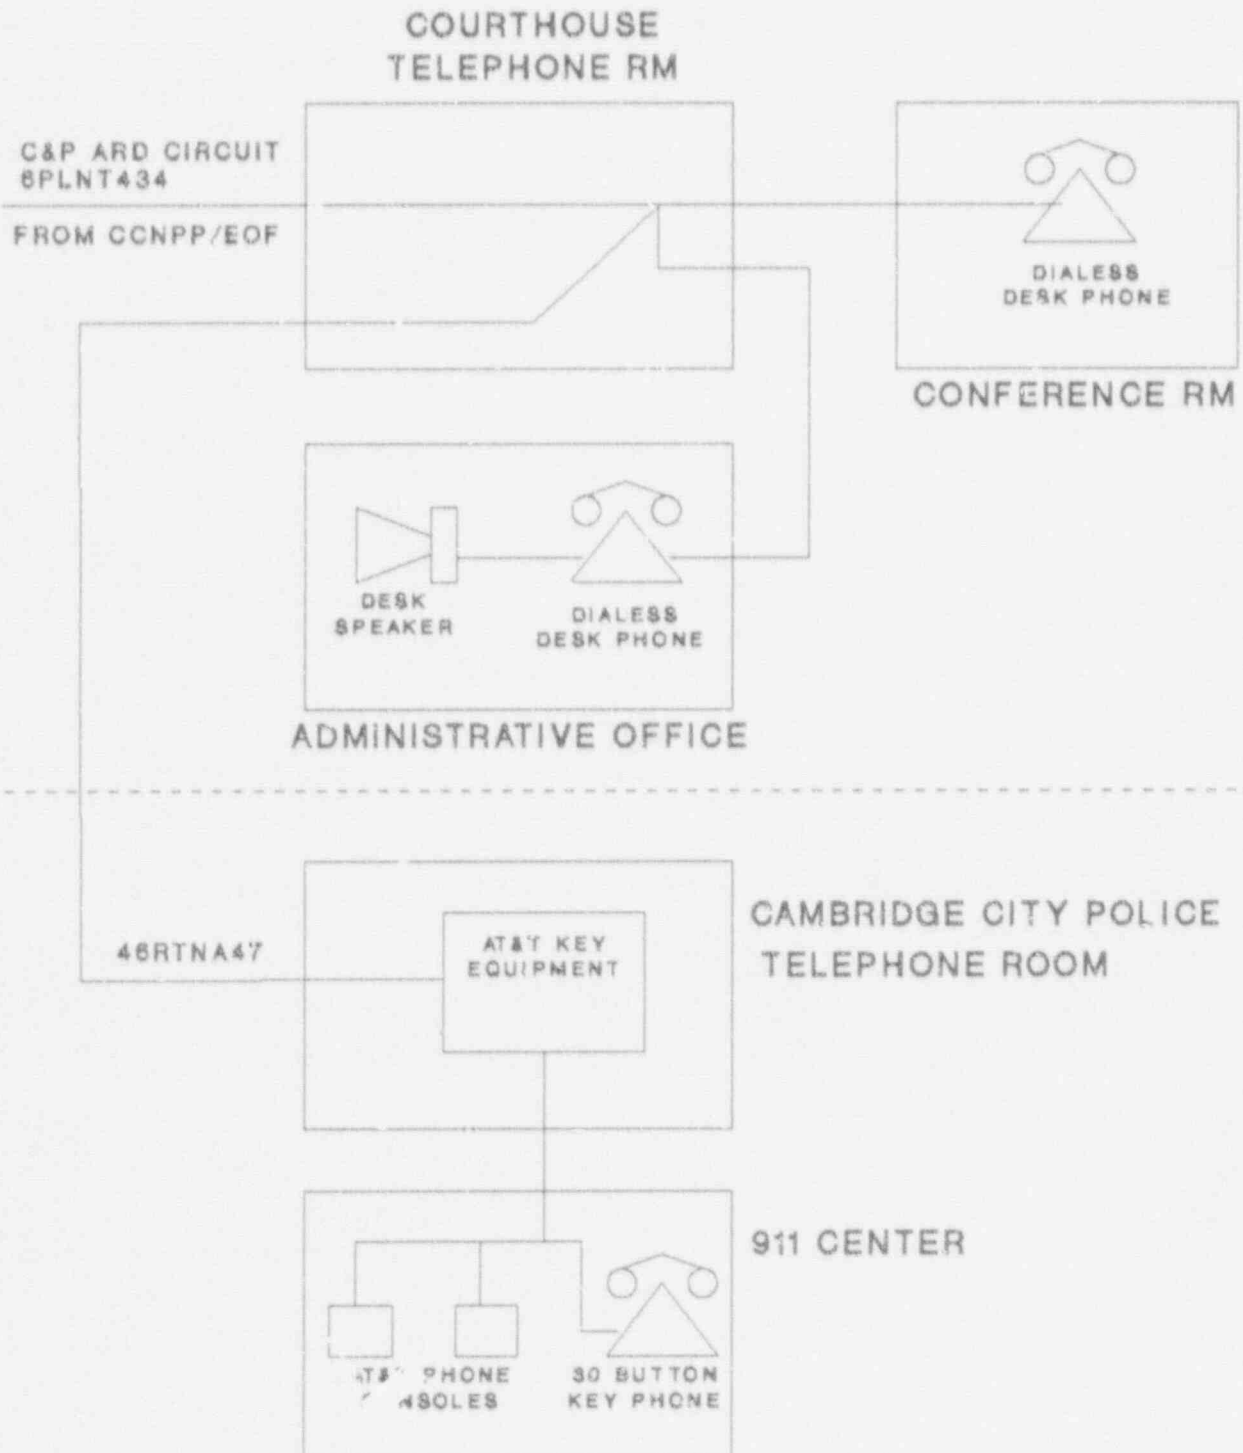 COURTHOUSE
TELEPHONE RM
C&P ARD CIRCUIT
6PLNT434
FROM CCNPP/EOF
DIALESS
DESK PHONE
CONFERENCE RM
DESK
SPEAKER
DIALESS
DESK PHONE
ADMINISTRATIVE OFFICE
46RTNA47
AT&T KEY
EQUIPMENT
CAMBRIDGE CITY POLICE
TELEPHONE ROOM
911 CENTER
PHONE
30 BUTTON
KEY PHONE